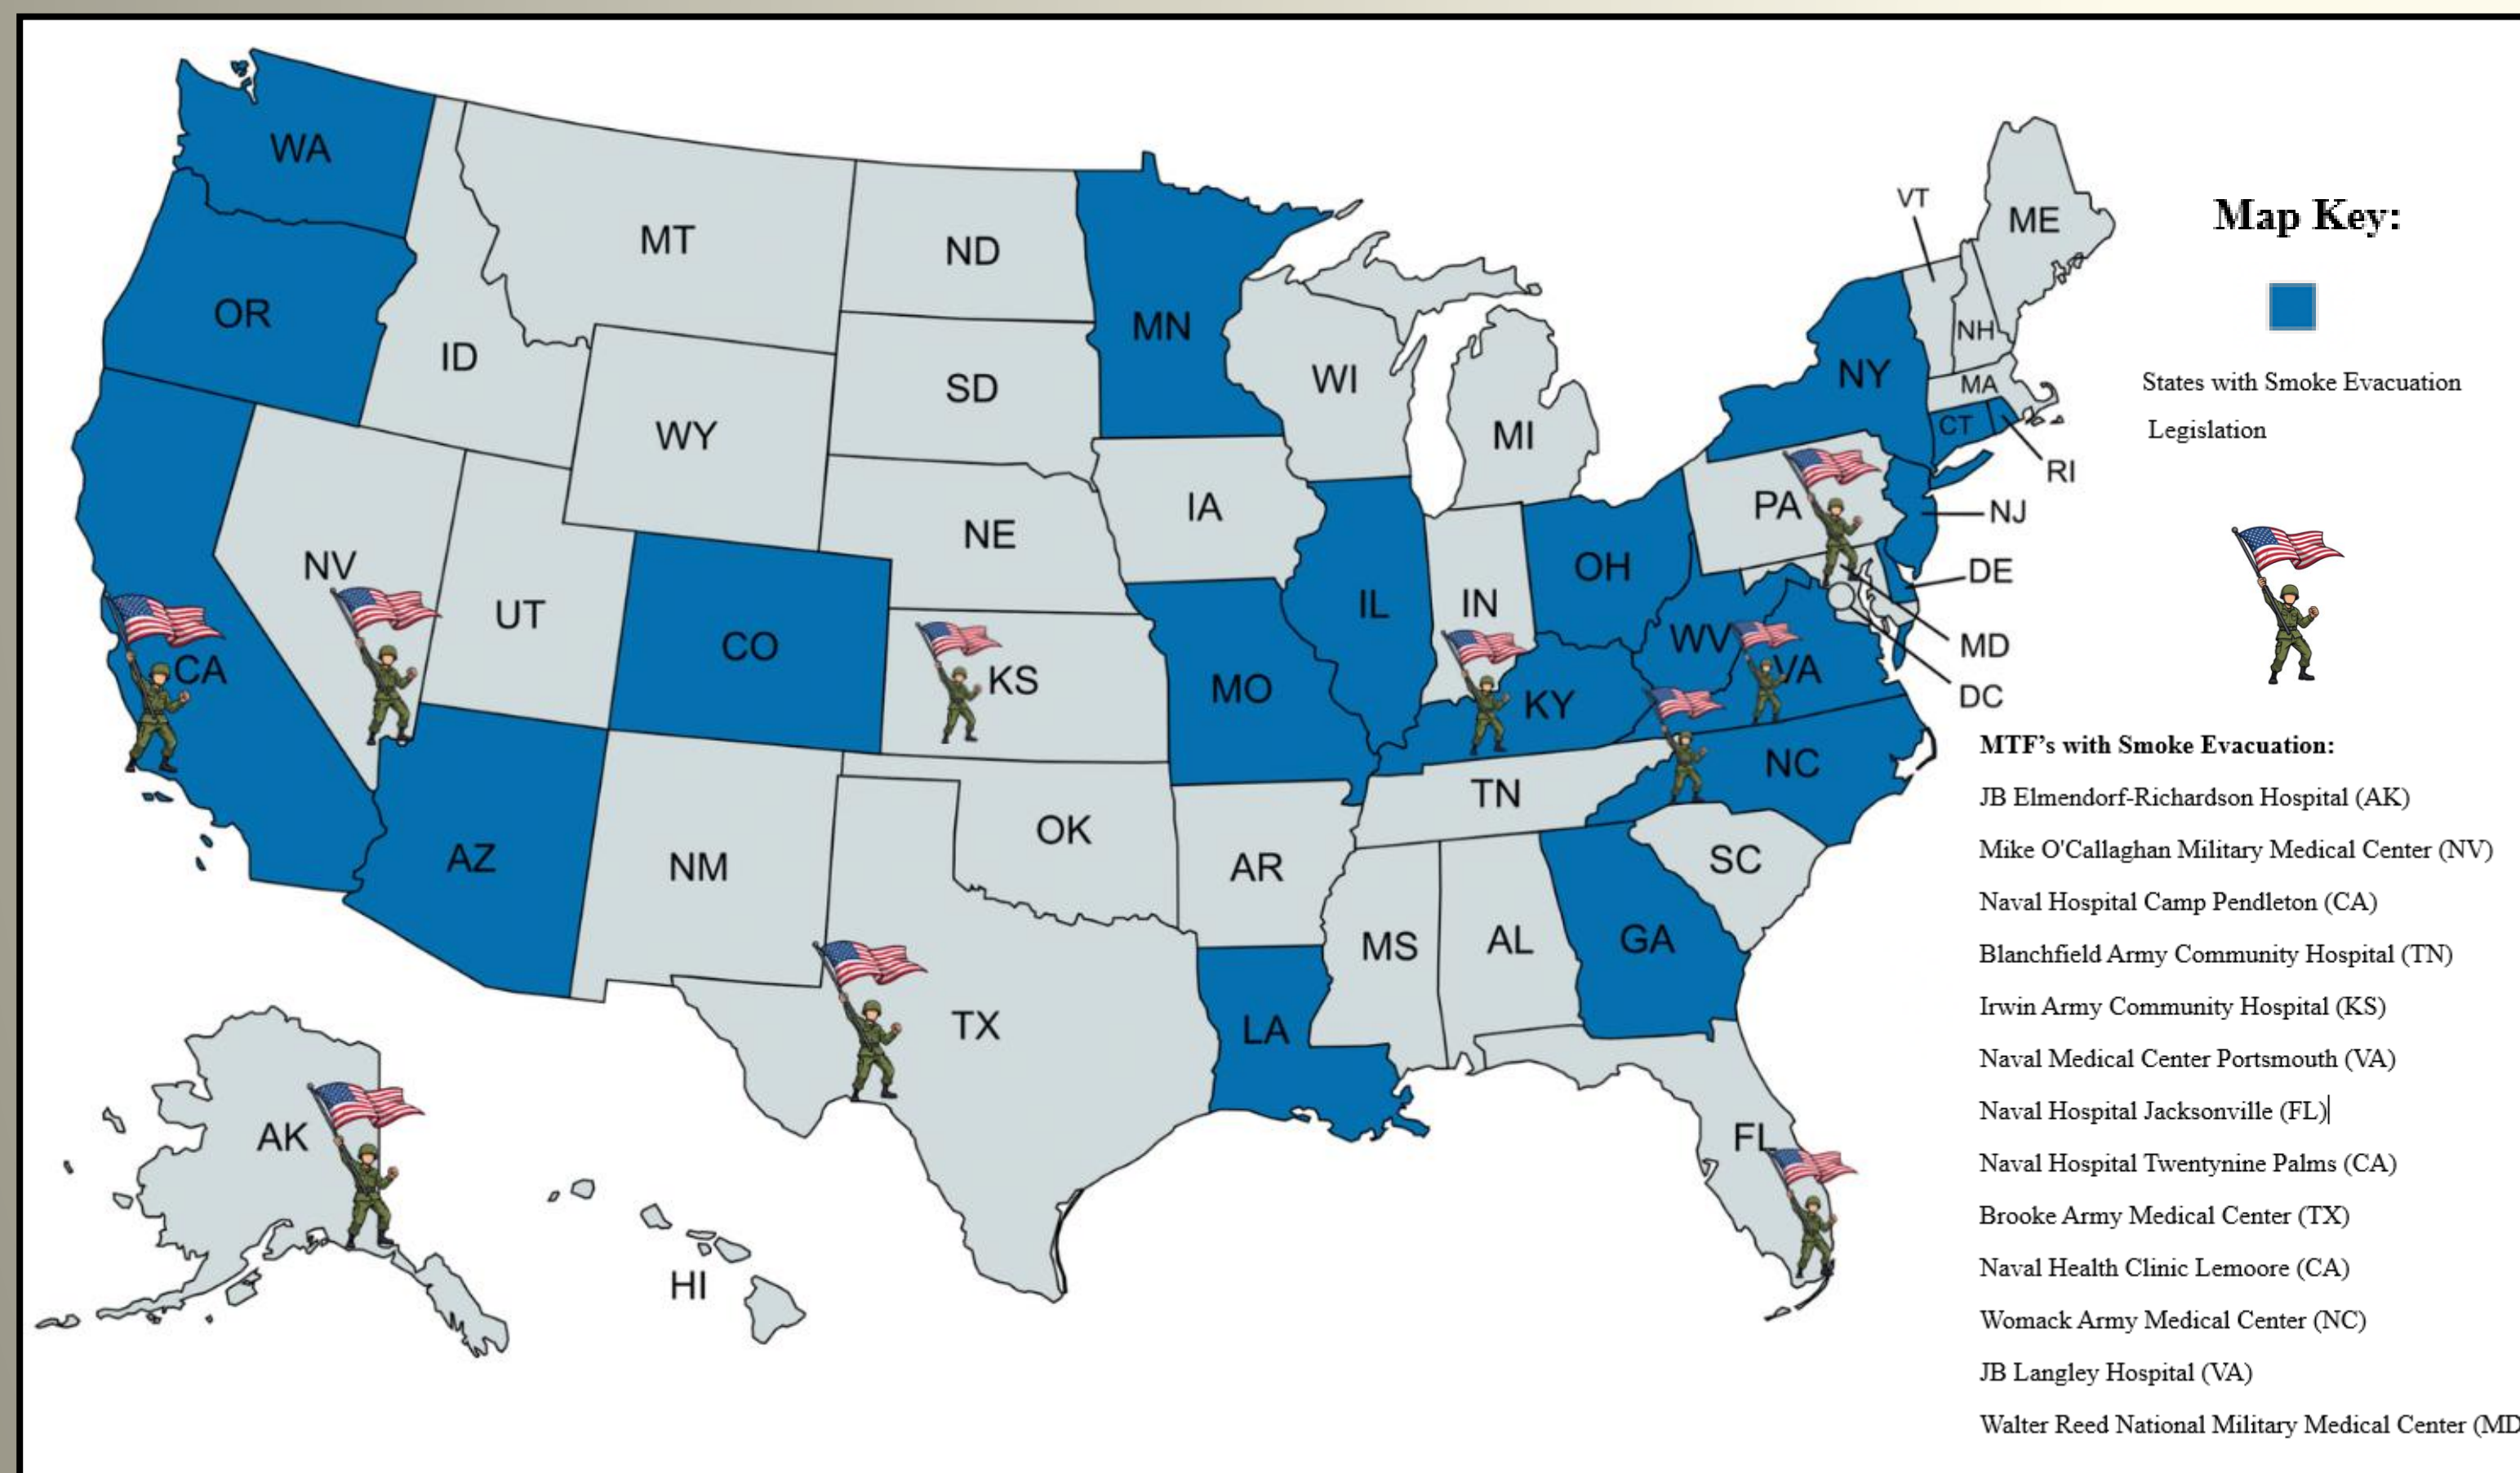 WA
MT
ND
MN
OR
ID
SD
WI
MI
WY
NE
IA
NV
UT
CO
KS
CA
MO
IL
IN
OH
KY
WV
VA
NC
TN
SC
AZ
NM
OK
AR
MS
AL
GA
TX
LA
FL
AK
HI
VT
ME
NH
NY
MA
CT
RI
PA
NJ
DE
MD
DC
Map Key:
States with Smoke Evacuation
Legislation
MTF’s with Smoke Evacuation:
JB Elmendorf-Richardson Hospital (AK)
Mike O'Callaghan Military Medical Center (NV)
Naval Hospital Camp Pendleton (CA)
Blanchfield Army Community Hospital (TN)
Irwin Army Community Hospital (KS)
Naval Medical Center Portsmouth (VA)
Naval Hospital Jacksonville (FL)
Naval Hospital Twentynine Palms (CA)
Brooke Army Medical Center (TX)
Naval Health Clinic Lemoore (CA)
Womack Army Medical Center (NC)
JB Langley Hospital (VA)
Walter Reed National Military Medical Center (MD